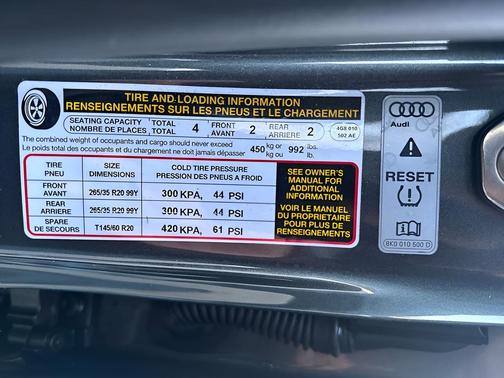 TIRE AND LOADING INFORMATION
RENSEIGNEMENTS SUR LES PNEUS ET LE CHARGEMENT
SEATING CAPACITY TOTAL 4 FRONT 2 REAR 2
NOMBRE DE PLACES TOTAL AVANT ARRIERE
4G8 010
502 AE
The combined weight of occupants and cargo should never exceed 450 kg or 992 lbs.
Le poids total des occupants et du chargement ne doit jamais dépasser kg ou lb.
TIRE SIZE COLD TIRE PRESSURE
PNEU DIMENSIONS PRESSION DES PNEUS A FROID
FRONT
AVANT 265/35 R20 99Y 300 KPA, 44 PSI
REAR
ARRIERE 265/35 R20 99Y 300 KPA, 44 PSI
SPARE
DE SECOURS T145/60 R20 420 KPA, 61 PSI
SEE OWNER'S
MANUAL FOR
ADDITIONAL
INFORMATION
VOIR LE MANUEL
DU PROPRIETAIRE
POUR PLUS DE
RENSEIGNEMENTS
Audi
RESET
8K0 010 500 D